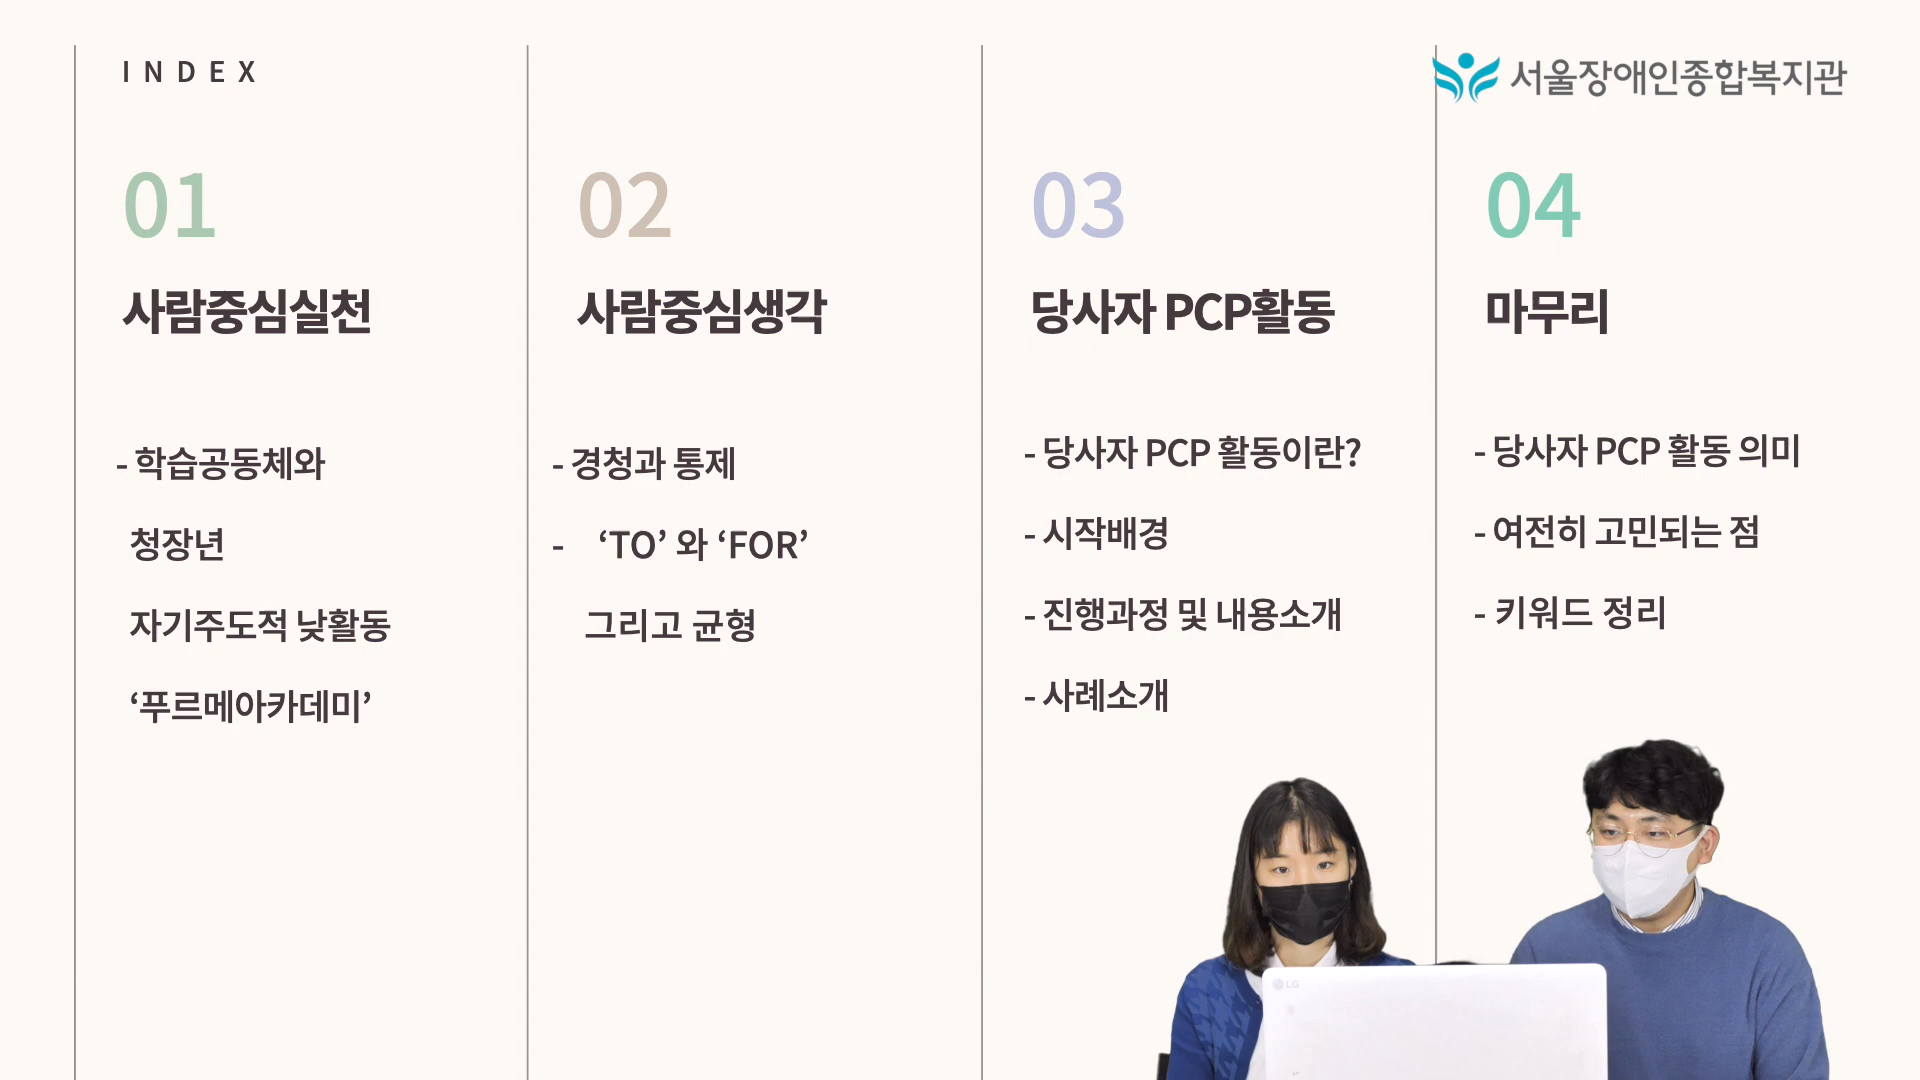 INDEX
서울장애인종합복지관
01
사람중심실천
- 학습공동체와
청장년
자기주도적 낮활동
‘푸르메아카데미’
02
사람중심생각
- 경청과 통제
- ‘TO’ 와 ‘FOR’
그리고 균형
03
당사자 PCP활동
- 당사자 PCP 활동이란?
- 시작배경
- 진행과정 및 내용소개
- 사례소개
04
마무리
- 당사자 PCP 활동 의미
- 여전히 고민되는 점
- 키워드 정리
LG